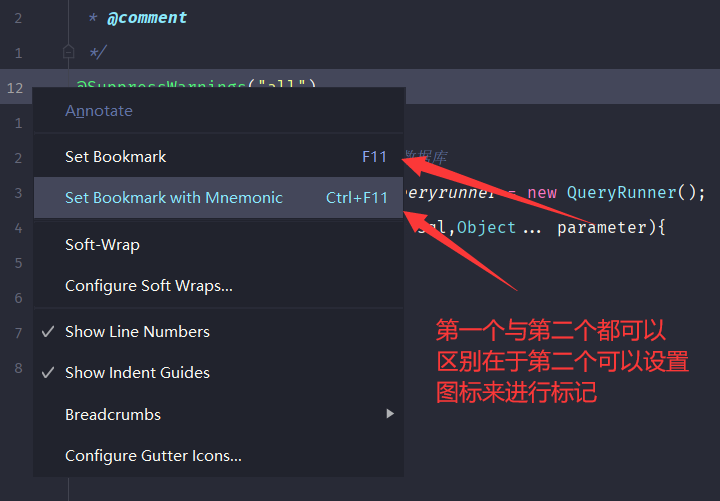 2 * @comment
1 */
12 @SuppressWarnings("all")
Annotate
1
Set Bookmark F11
2 数据库
Set Bookmark with Mnemonic Ctrl+F11
3 eryrunner = new QueryRunner();
4 sql,Object... parameter){
Soft-Wrap
5
Configure Soft Wraps...
6
Show Line Numbers
7
Show Indent Guides
8
Breadcrumbs
Configure Gutter Icons...
第一个与第二个都可以
区别在于第二个可以设置
图标来进行标记